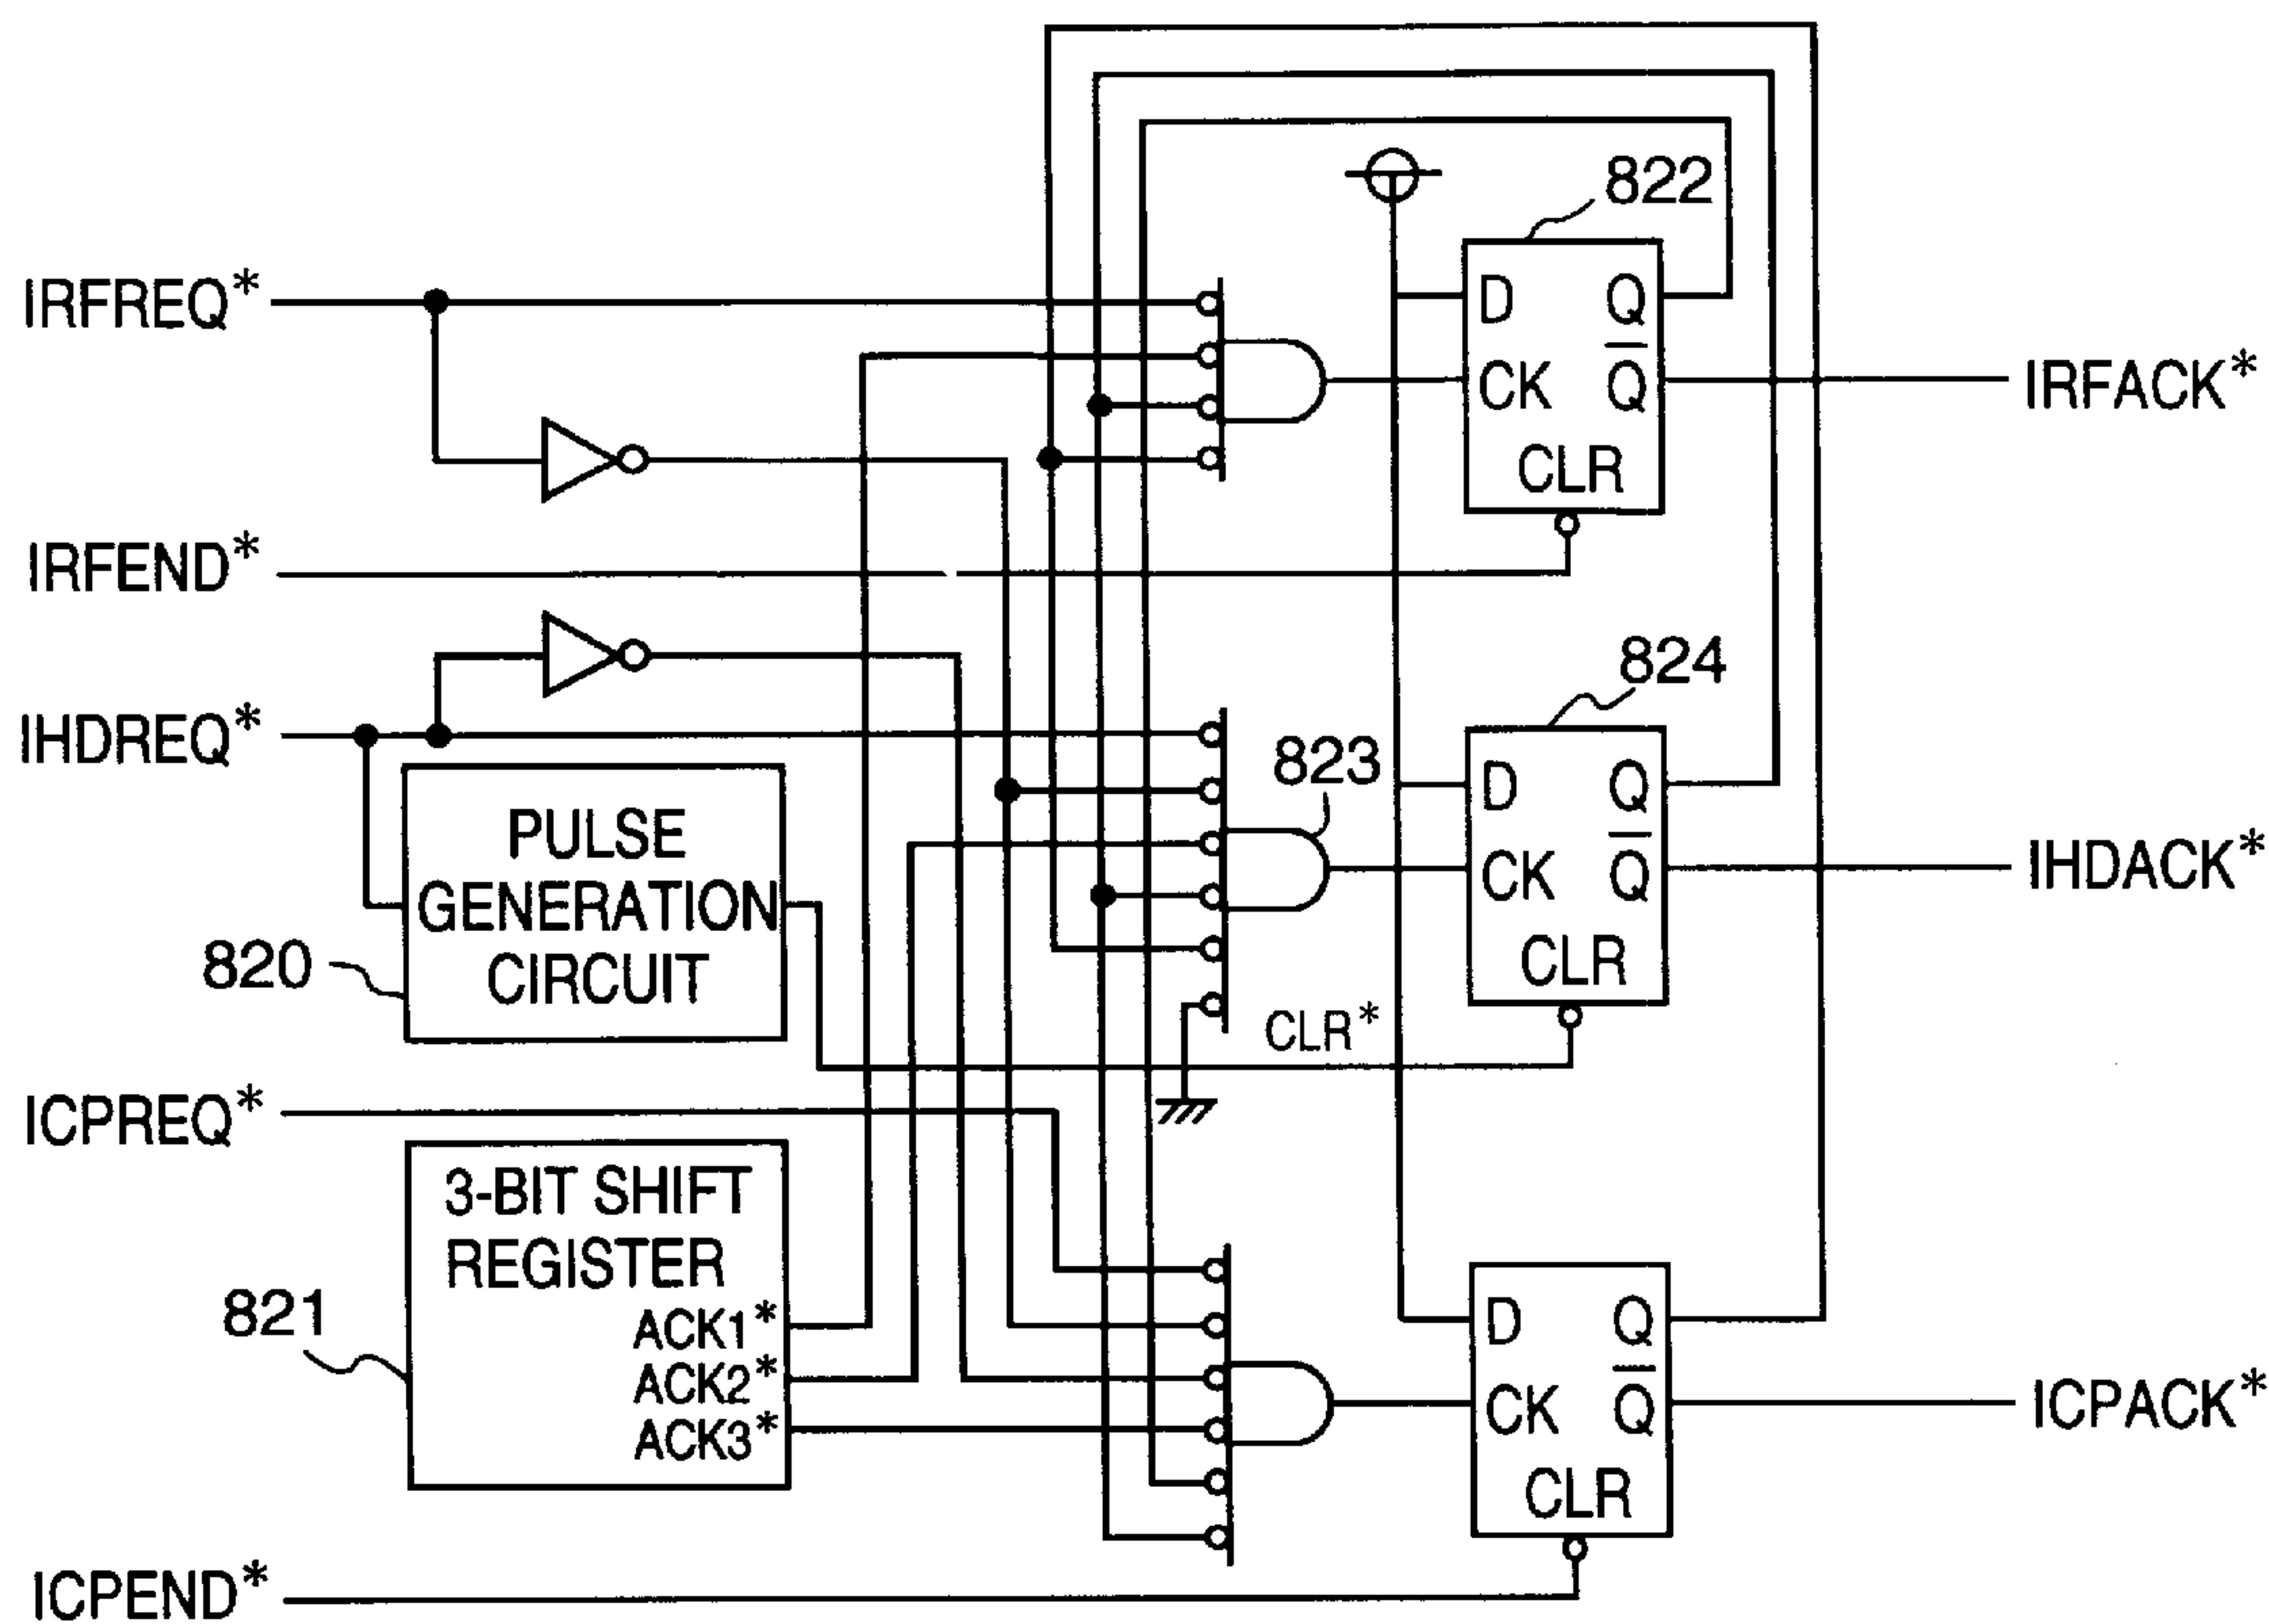 822
IRFREQ*
D Q
CK Q̅
IRFACK*
CLR
IRFEND*
824
IHDREQ*
823
D Q
PULSE
GENERATION
CIRCUIT
CK Q̅
IHDACK*
820
CLR
CLR*
ICPREQ*
3-BIT SHIFT
REGISTER
821
ACK1*
ACK2*
ACK3*
D Q
CK Q̅
ICPACK*
CLR
ICPEND*